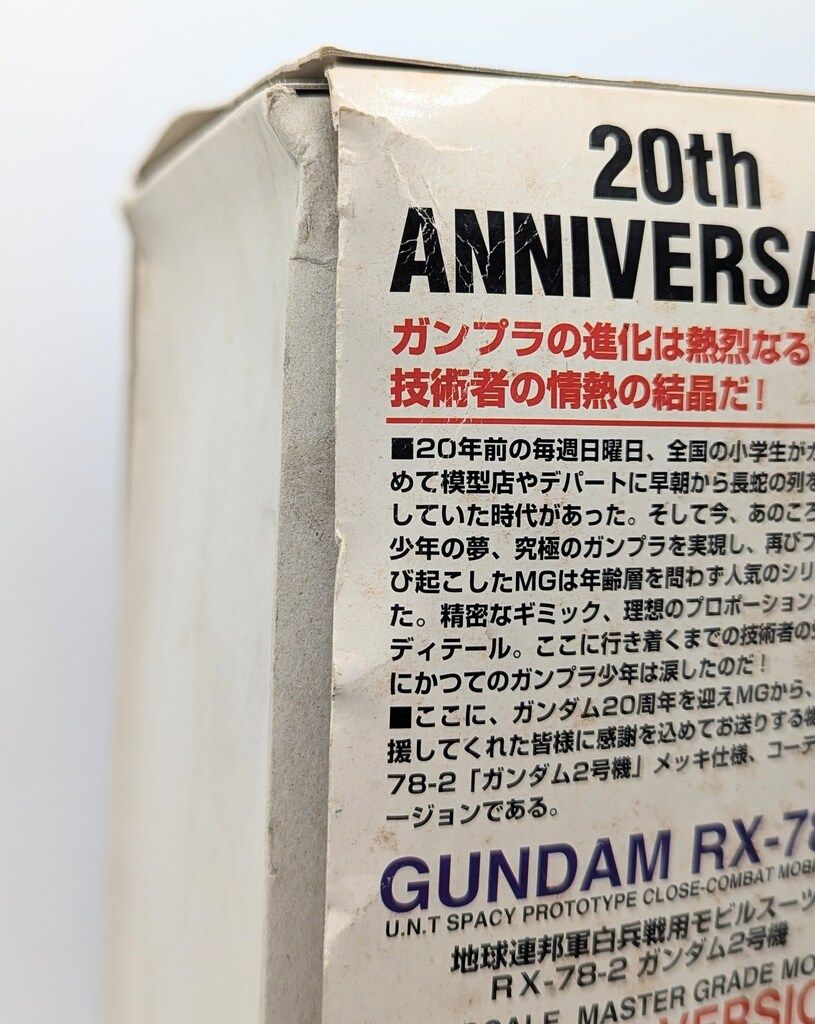 20th
ANNIVERSA
ガンプラの進化は熱烈なる
技術者の情熱の結晶だ!
■20年前の毎週日曜日、全国の小学生が
めて模型店やデパートに早朝から長蛇の列を
していた時代があった。そして今、あのころ
少年の夢、究極のガンプラを実現し、再びブ
び起こしたMGは年齢層を問わず人気のシリ
た。精密なギミック、理想のプロポーション
ディテール。ここに行き着くまでの技術者の
にかつてのガンプラ少年は涙したのだ!
■ここに、ガンダム20周年を迎えMGから、
援してくれた皆様に感謝を込めてお送りする
78-2「ガンダム2号機」メッキ仕様、コーテ
ージョンである。
GUNDAM RX-78
U.N.T SPACY PROTOTYPE CLOSE-COMBAT MOB
地球連邦軍白兵戦用モビルスーツ
RX-78-2 ガンダム2号機
SCALE MASTER GRADE MO
VERSIO